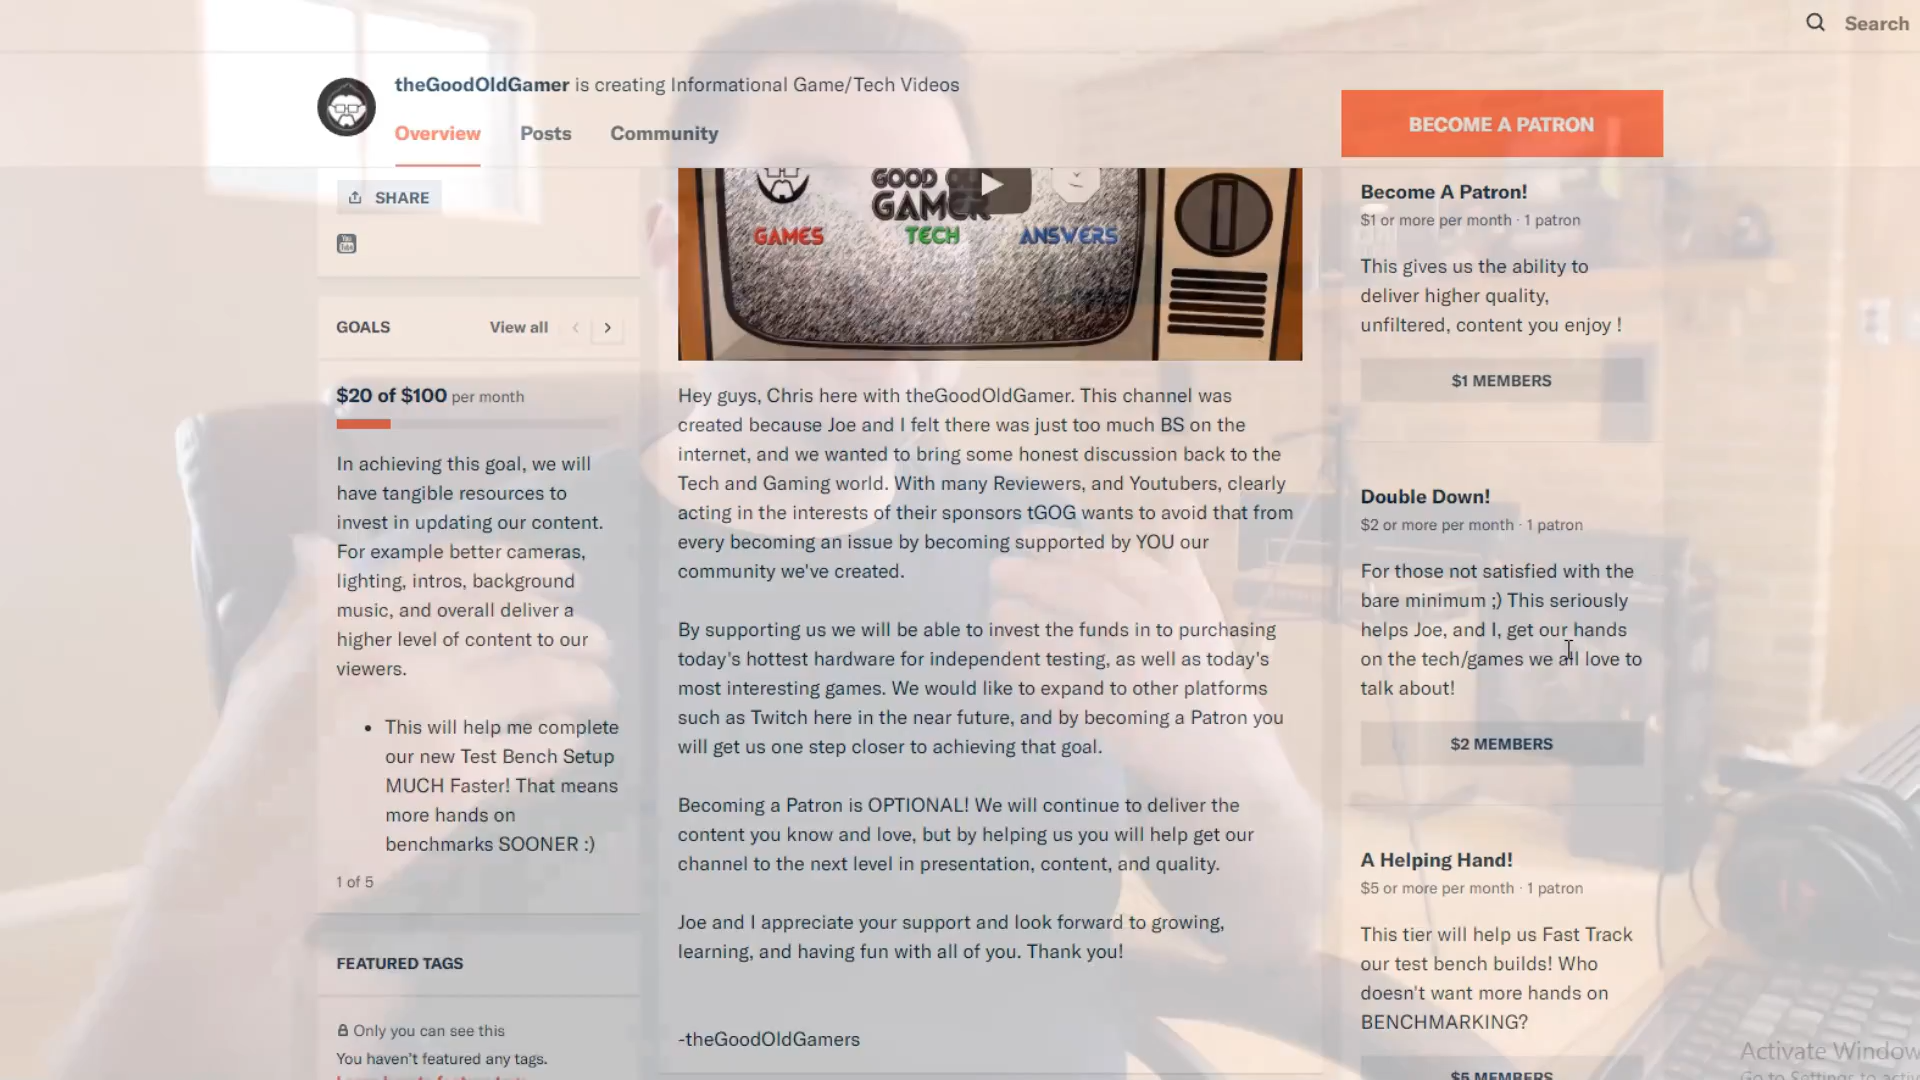 Search
theGoodOldGamer is creating Informational Game/Tech Videos
Overview
Posts
Community
BECOME A PATRON
SHARE
You
Tube
GOALS
View all
$20 of $100 per month
In achieving this goal, we will
have tangible resources to
invest in updating our content.
For example better cameras,
lighting, intros, background
music, and overall deliver a
higher level of content to our
viewers.
• This will help me complete
our new Test Bench Setup
MUCH Faster! That means
more hands on
benchmarks SOONER :)
1 of 5
FEATURED TAGS
Only you can see this
You haven't featured any tags.
GOOD
GAMER
GAMES
TECH
ANSWERS
Hey guys, Chris here with theGoodOldGamer. This channel was
created because Joe and I felt there was just too much BS on the
internet, and we wanted to bring some honest discussion back to the
Tech and Gaming world. With many Reviewers, and Youtubers, clearly
acting in the interests of their sponsors tGOG wants to avoid that from
every becoming an issue by becoming supported by YOU our
community we've created.
By supporting us we will be able to invest the funds in to purchasing
today's hottest hardware for independent testing, as well as today's
most interesting games. We would like to expand to other platforms
such as Twitch here in the near future, and by becoming a Patron you
will get us one step closer to achieving that goal.
Becoming a Patron is OPTIONAL! We will continue to deliver the
content you know and love, but by helping us you will help get our
channel to the next level in presentation, content, and quality.
Joe and I appreciate your support and look forward to growing,
learning, and having fun with all of you. Thank you!
-theGoodOldGamers
Become A Patron!
$1 or more per month · 1 patron
This gives us the ability to
deliver higher quality,
unfiltered, content you enjoy !
$1 MEMBERS
Double Down!
$2 or more per month · 1 patron
For those not satisfied with the
bare minimum ;) This seriously
helps Joe, and I, get our hands
on the tech/games we all love to
talk about!
$2 MEMBERS
A Helping Hand!
$5 or more per month · 1 patron
This tier will help us Fast Track
our test bench builds! Who
doesn't want more hands on
BENCHMARKING?
$5 MEMBERS
Activate Window
Go to Settings to activ